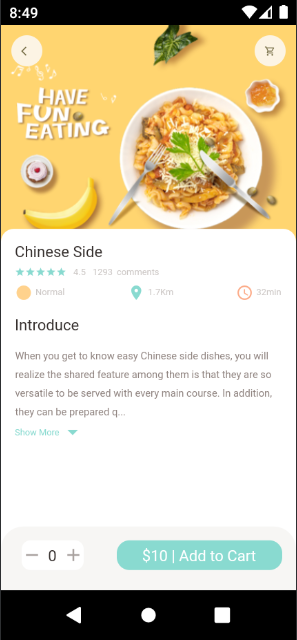 8:49
HAVE
FUN
EATING
Chinese Side
4.5 1293 comments
Normal 1.7Km 32min
Introduce
When you get to know easy Chinese side dishes, you will
realize the shared feature among them is that they are so
versatile to be served with every main course. In addition,
they can be prepared q...
Show More
0 $10 | Add to Cart